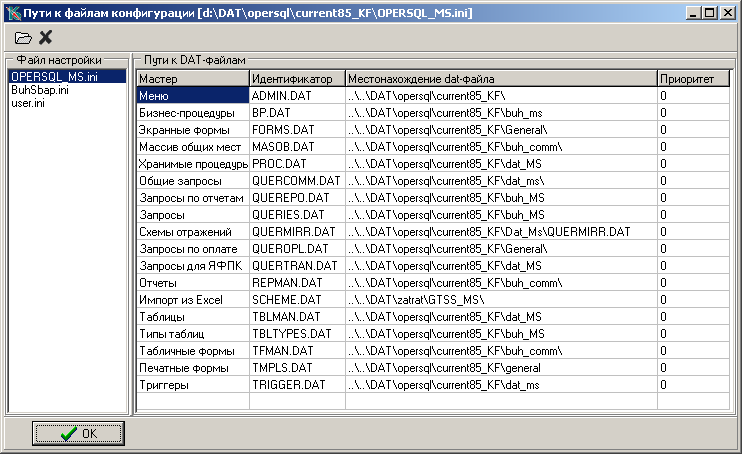 Пути к файлам конфигурации [d:\DAT\opersql\current85_KF\OPERSQL_MS.ini]
Файл настройки
OPERSQL_MS.ini
BuhSbap.ini
user.ini
Пути к DAT-файлам
Мастер Идентификатор Местонахождение dat-файла Приоритет
Меню ADMIN.DAT ..\..\DAT\opersql\current85_KF\ 0
Бизнес-процедуры BP.DAT ..\..\DAT\opersql\current85_KF\buh_ms 0
Экранные формы FORMS.DAT ..\..\DAT\opersql\current85_KF\General\ 0
Массив общих мест MASOB.DAT ..\..\DAT\opersql\current85_KF\buh_comm\ 0
Хранимые процедурь PROC.DAT ..\..\DAT\opersql\current85_KF\dat_MS 0
Общие запросы QUERCOMM.DAT ..\..\DAT\opersql\current85_KF\dat_ms\ 0
Запросы по отчетам QUEREPO.DAT ..\..\DAT\opersql\current85_KF\buh_MS 0
Запросы QUERIES.DAT ..\..\DAT\opersql\current85_KF\buh_MS 0
Схемы отражений QUERMIRR.DAT ..\..\DAT\opersql\current85_KF\Dat_Ms\QUERMIRR.DAT 0
Запросы по оплате QUEROPL.DAT ..\..\DAT\opersql\current85_KF\General\ 0
Запросы для ЯФПК QUERTRAN.DAT ..\..\DAT\opersql\current85_KF\dat_MS 0
Отчеты REPMAN.DAT ..\..\DAT\opersql\current85_KF\buh_comm\ 0
Импорт из Excel SCHEME.DAT ..\..\DAT\zatrat\GTSS_MS\ 0
Таблицы TBLMAN.DAT ..\..\DAT\opersql\current85_KF\dat_MS 0
Типы таблиц TBLTYPES.DAT ..\..\DAT\opersql\current85_KF\buh_MS 0
Табличные формы TFMAN.DAT ..\..\DAT\opersql\current85_KF\buh_comm\ 0
Печатные формы TMPLS.DAT ..\..\DAT\opersql\current85_KF\general 0
Триггеры TRIGGER.DAT ..\..\DAT\opersql\current85_KF\dat_ms 0
OK